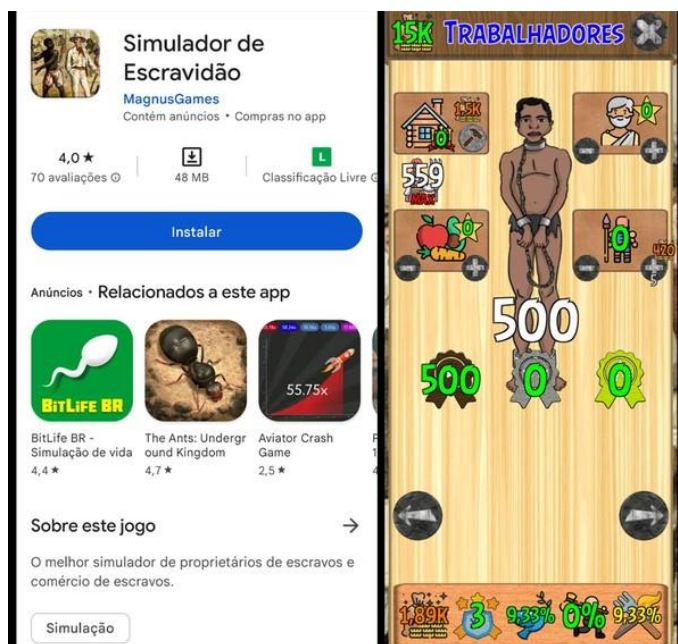 Simulador de
Escravidão
MagnusGames
Contém anúncios • Compras no app
4,0 ★
70 avaliações
48 MB
L
Classificação Livre
Instalar
Anúncios • Relacionados a este app
BITLIFE BR
55.75x
BitLife BR -
Simulação de vida
4,4 ★
The Ants: Undergr
ound Kingdom
4,7 ★
Aviator Crash
Game
2,5 ★
Sobre este jogo
O melhor simulador de proprietários de escravos e
comércio de escravos.
Simulação
15K TRABALHADORES
1.5K
0
0
559
MAX
0
0
420
5
500
500
0
0
1,89K
3
9,33%
0%
9,33%